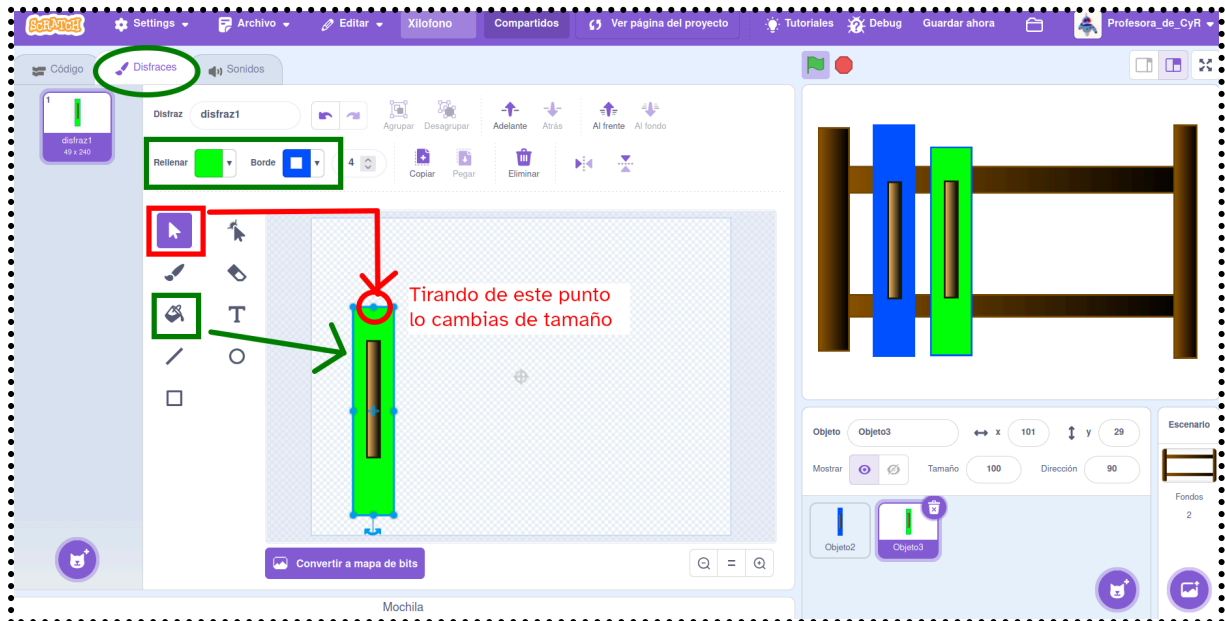 SCRATCH Settings Archivo Editar Xilofono Compartidos Ver página del proyecto Tutoriales Debug Guardar ahora Profesora_de_CyR
Código Disfraces Sonidos
1
disfraz1
49 x 240
Disfraz disfraz1 Agrupar Desagrupar Adelante Atrás Al frente Al fondo
Rellenar Borde 4 Copiar Pegar Eliminar
T
Tirando de este punto
lo cambias de tamaño
Convertir a mapa de bits
=
Mochila
Objeto Objeto3 x 101 y 29
Mostrar Tamaño 100 Dirección 90
Objeto2 Objeto3
Escenario
Fondos
2